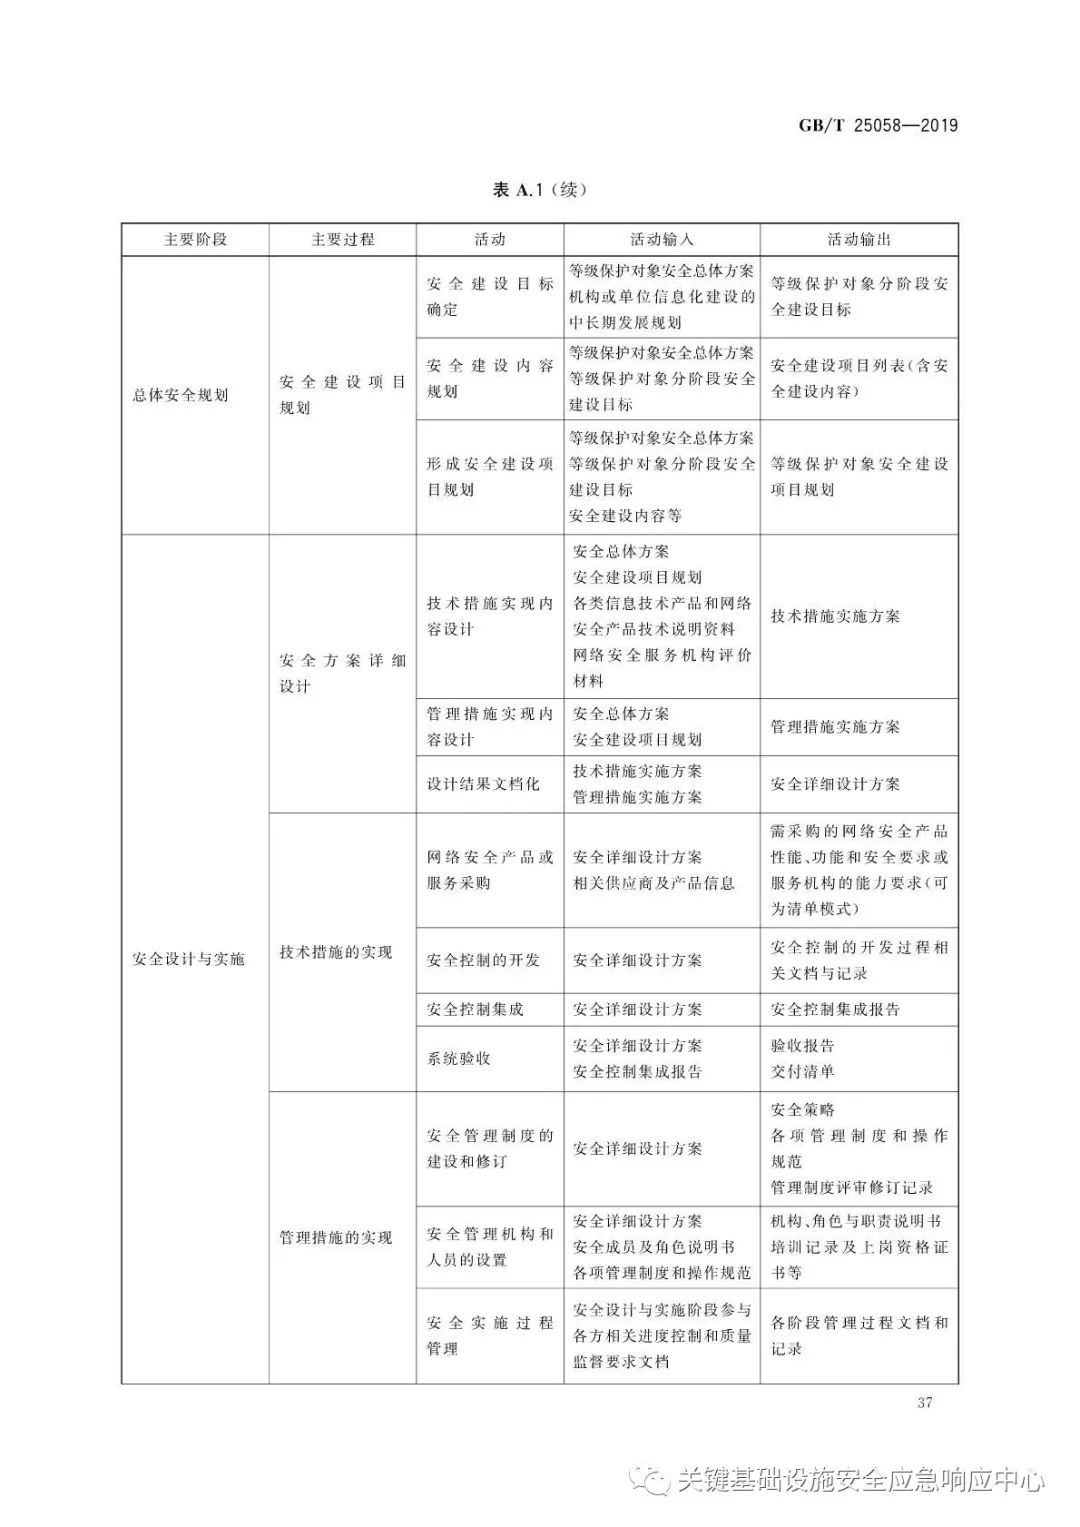 GB/T 25058—2019
表 A.1(续)
主要阶段 主要过程 活动 活动输入 活动输出
总体安全规划
安全建设项目
规划
安全建设目标
确定
等级保护对象安全总体方案
机构或单位信息化建设的
中长期发展规划
等级保护对象分阶段安
全建设目标
安全建设内容
规划
等级保护对象安全总体方案
等级保护对象分阶段安全
建设目标
安全建设项目列表(含安
全建设内容)
形成安全建设项
目规划
等级保护对象安全总体方案
等级保护对象分阶段安全
建设目标
安全建设内容等
等级保护对象安全建设
项目规划
安全设计与实施
安全方案详细
设计
技术措施实现内
容设计
安全总体方案
安全建设项目规划
各类信息技术产品和网络
安全产品技术说明资料
网络安全服务机构评价
材料
技术措施实施方案
管理措施实现内
容设计
安全总体方案
安全建设项目规划
管理措施实施方案
设计结果文档化
技术措施实施方案
管理措施实施方案
安全详细设计方案
技术措施的实现
网络安全产品或
服务采购
安全详细设计方案
相关供应商及产品信息
需采购的网络安全产品
性能、功能和安全要求或
服务机构的能力要求(可
为清单模式)
安全控制的开发
安全详细设计方案
安全控制的开发过程相
关文档与记录
安全控制集成
安全详细设计方案
安全控制集成报告
系统验收
安全详细设计方案
安全控制集成报告
验收报告
交付清单
管理措施的实现
安全管理制度的
建设和修订
安全详细设计方案
安全策略
各项管理制度和操作
规范
管理制度评审修订记录
安全管理机构和
人员的设置
安全详细设计方案
安全成员及角色说明书
各项管理制度和操作规范
机构、角色与职责说明书
培训记录及上岗资格证
书等
安全实施过程
管理
安全设计与实施阶段参与
各方相关进度控制和质量
监督要求文档
各阶段管理过程文档和
记录
37
关键基础设施安全应急响应中心